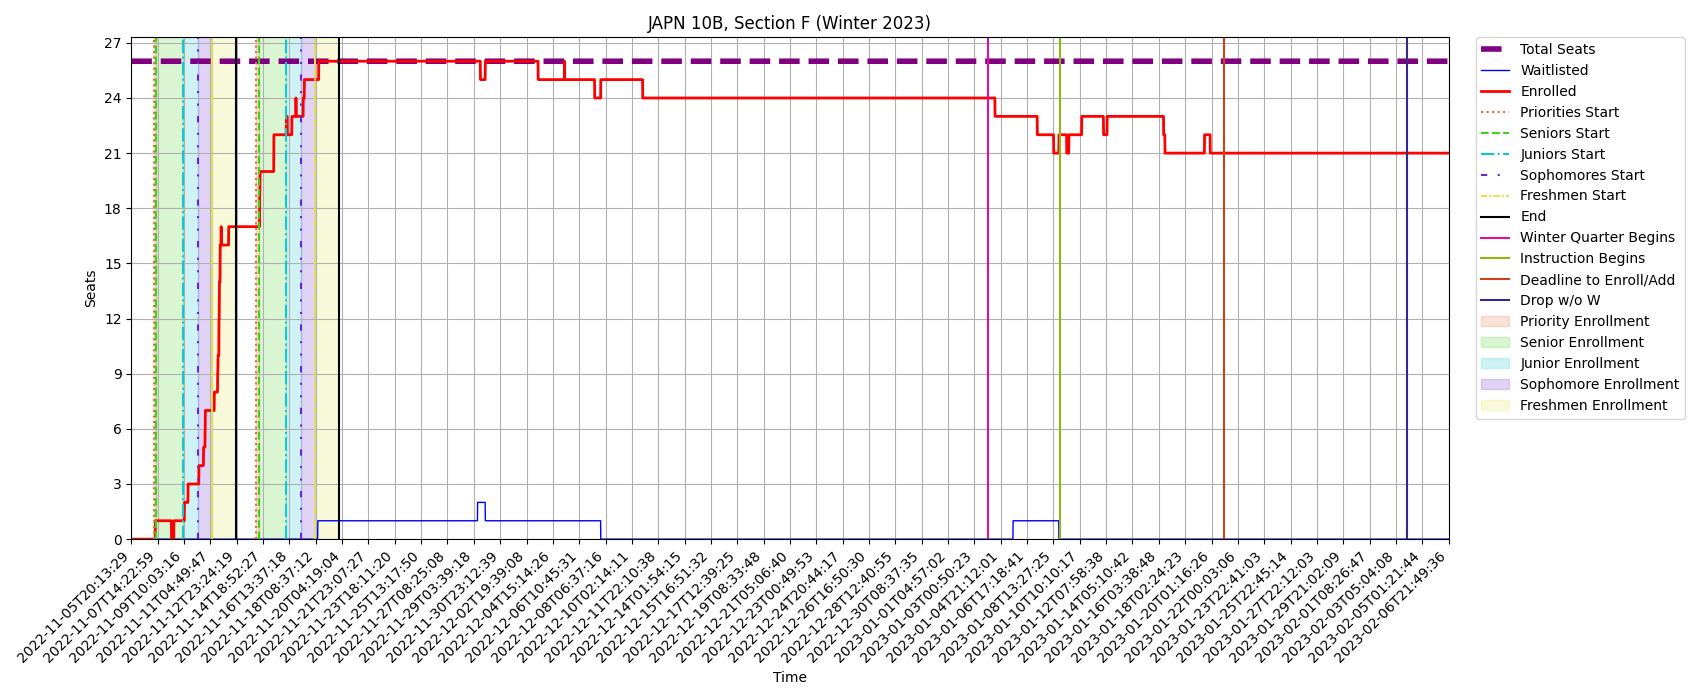 JAPN 10B, Section F (Winter 2023)
27
24
21
18
15
12
9
6
3
0
Seats
2022-11-05T20:13:29
2022-11-07T14:22:59
2022-11-09T10:03:16
2022-11-11T04:49:47
2022-11-12T23:24:19
2022-11-14T18:52:27
2022-11-16T13:37:18
2022-11-18T08:37:12
2022-11-20T04:19:04
2022-11-21T23:07:27
2022-11-23T18:11:20
2022-11-25T13:17:50
2022-11-27T08:25:08
2022-11-29T03:39:18
2022-11-30T23:12:39
2022-12-02T19:39:08
2022-12-04T15:14:26
2022-12-06T10:45:31
2022-12-08T06:37:16
2022-12-10T02:14:11
2022-12-11T22:10:38
2022-12-14T01:54:15
2022-12-15T16:51:32
2022-12-17T12:39:25
2022-12-19T08:33:48
2022-12-21T05:06:40
2022-12-23T00:49:53
2022-12-24T20:44:17
2022-12-26T16:50:30
2022-12-28T12:40:55
2022-12-30T08:37:35
2023-01-01T04:57:02
2023-01-03T00:50:23
2023-01-04T21:12:01
2023-01-06T17:18:41
2023-01-08T13:27:25
2023-01-10T10:10:17
2023-01-12T07:58:38
2023-01-14T05:10:42
2023-01-16T03:38:48
2023-01-18T02:24:23
2023-01-20T01:16:26
2023-01-22T00:03:06
2023-01-23T22:41:03
2023-01-25T22:45:14
2023-01-27T22:12:03
2023-01-29T21:02:09
2023-02-01T08:26:47
2023-02-03T05:04:08
2023-02-05T01:21:44
2023-02-06T21:49:36
Time
Total Seats
Waitlisted
Enrolled
Priorities Start
Seniors Start
Juniors Start
Sophomores Start
Freshmen Start
End
Winter Quarter Begins
Instruction Begins
Deadline to Enroll/Add
Drop w/o W
Priority Enrollment
Senior Enrollment
Junior Enrollment
Sophomore Enrollment
Freshmen Enrollment